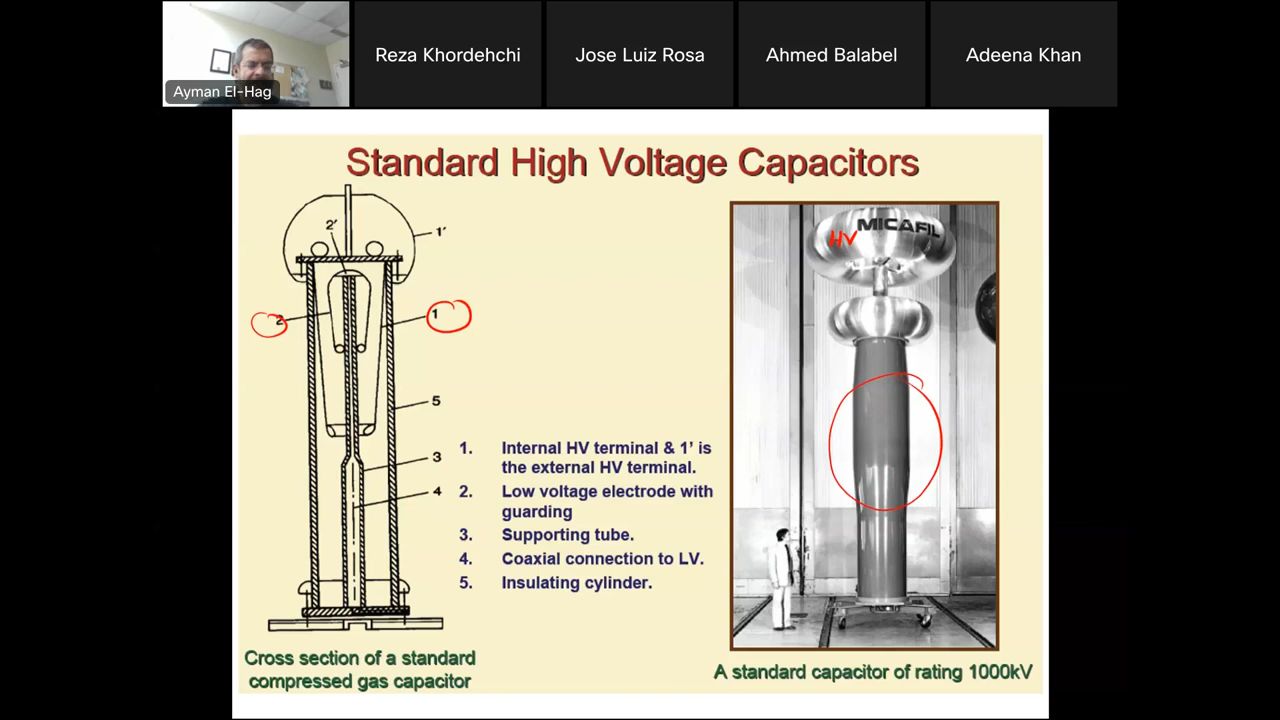 Ayman El-Hag
Reza Khordehchi
Jose Luiz Rosa
Ahmed Balabel
Adeena Khan
Standard High Voltage Capacitors
2'
1'
2
1
5
3
4
1. Internal HV terminal & 1' is
the external HV terminal.
2. Low voltage electrode with
guarding
3. Supporting tube.
4. Coaxial connection to LV.
5. Insulating cylinder.
Cross section of a standard
compressed gas capacitor
MICAFIL
HV
A standard capacitor of rating 1000kV